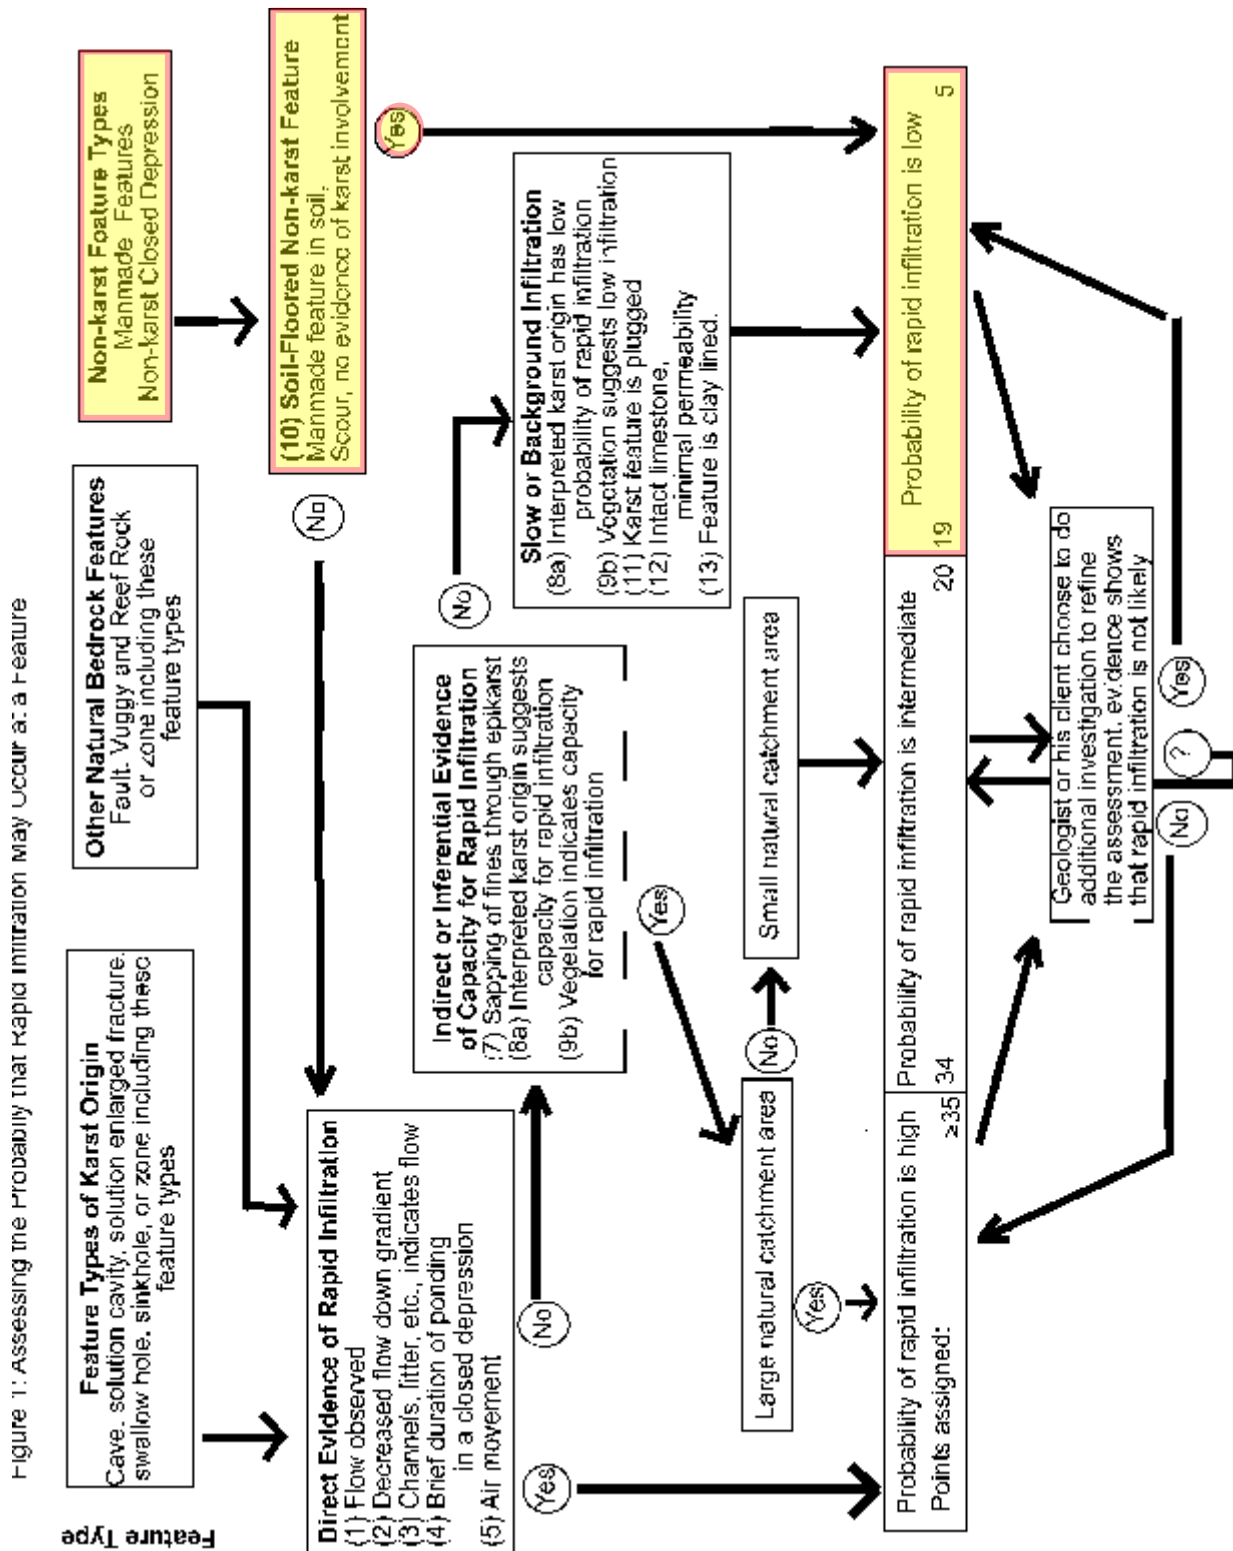 Figure 1: Assessing the Probabiliy that Rapid Infiltration May Occur at a Feature
Feature Type
Feature Types of Karst Origin
Cave, solution cavity, solution enlarged fracture,
swallow hole, sinkhole, or zone including these
feature types
Other Natural Bedrock Features
Fault, Vuggy and Reef Rock
or zone including these
feature types
Non-karst Feature Types
Manmade Features
Non-karst Closed Depression
(10) Soil-Floored Non-karst Feature
Manmade feature in soil,
Scour, no evidence of karst involvement
No
Yes
Direct Evidence of Rapid Infiltration
(1) Flow observed
(2) Decreased flow down gradient
(3) Channels, litter, etc., indicates flow
(4) Brief duration of ponding
in a closed depression
(5) Air movement
Yes
No
Indirect or Inferential Evidence
of Capacity for Rapid Infiltration
(7) Sapping of fines through epikarst
(8a) Interpreted karst origin suggests
capacity for rapid infiltration
(9b) Vegetation indicates capacity
for rapid infiltration
No
Yes
Slow or Background Infiltration
(8a) Interpreted karst origin has low
probability of rapid infiltration
(9b) Vegetation suggests low infiltration
(11) Karst feature is plugged
(12) Intact limestone,
minimal permeability
(13) Feature is clay lined.
Large natural catchment area
No
Small natural catchment area
Yes
Probability of rapid infiltration is high
Points assigned: ≥35
Probability of rapid infiltration is intermediate
34 20
Probability of rapid infiltration is low
19 5
Geologist or his client choose to do
additional investigation to refine
the assessment, evidence shows
that rapid infiltration is not likely
No
?
Yes